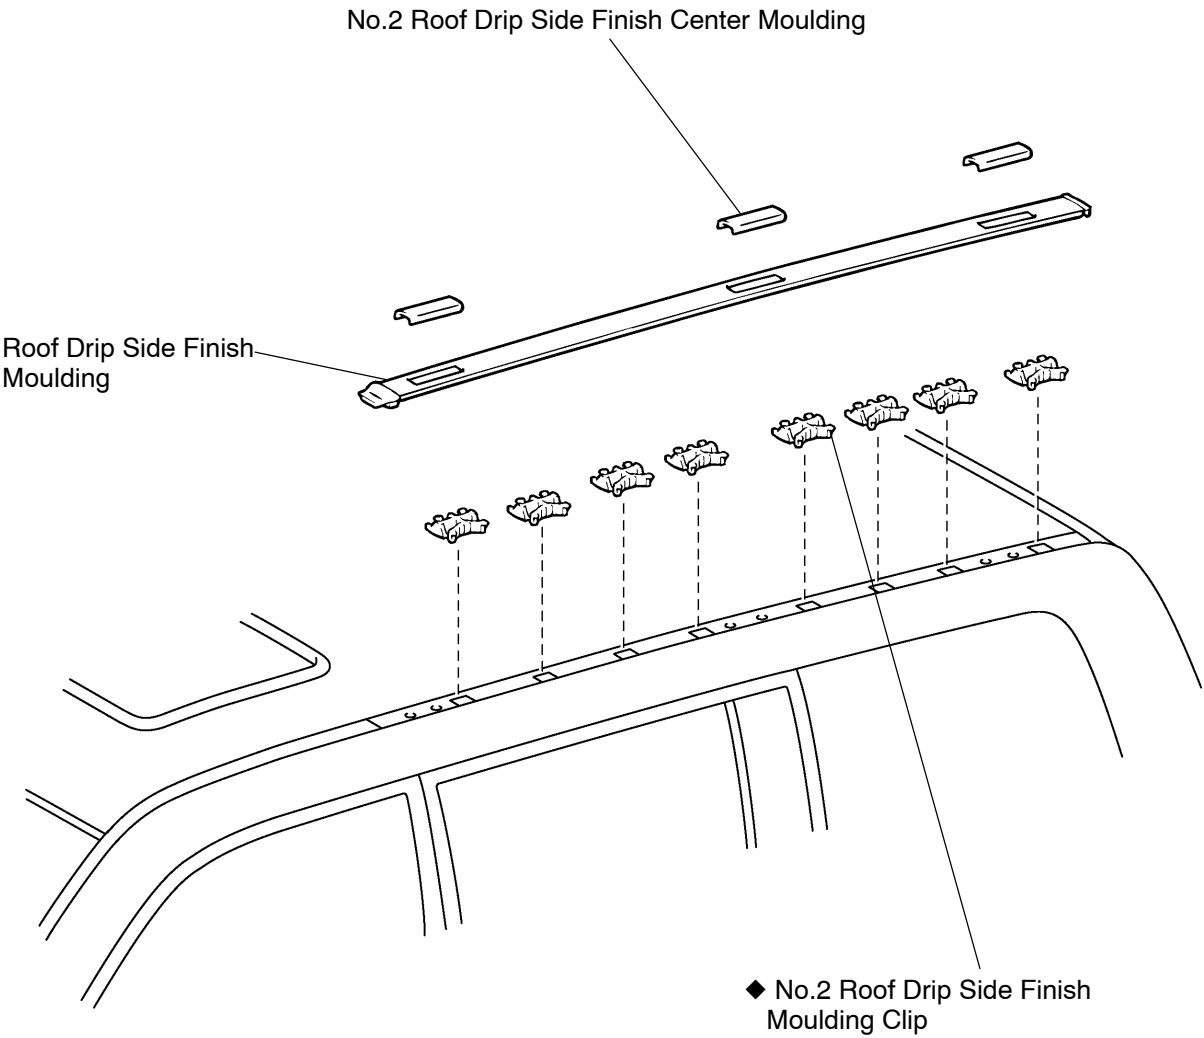 No.2 Roof Drip Side Finish Center Moulding
Roof Drip Side Finish
Moulding
◆ No.2 Roof Drip Side Finish
Moulding Clip